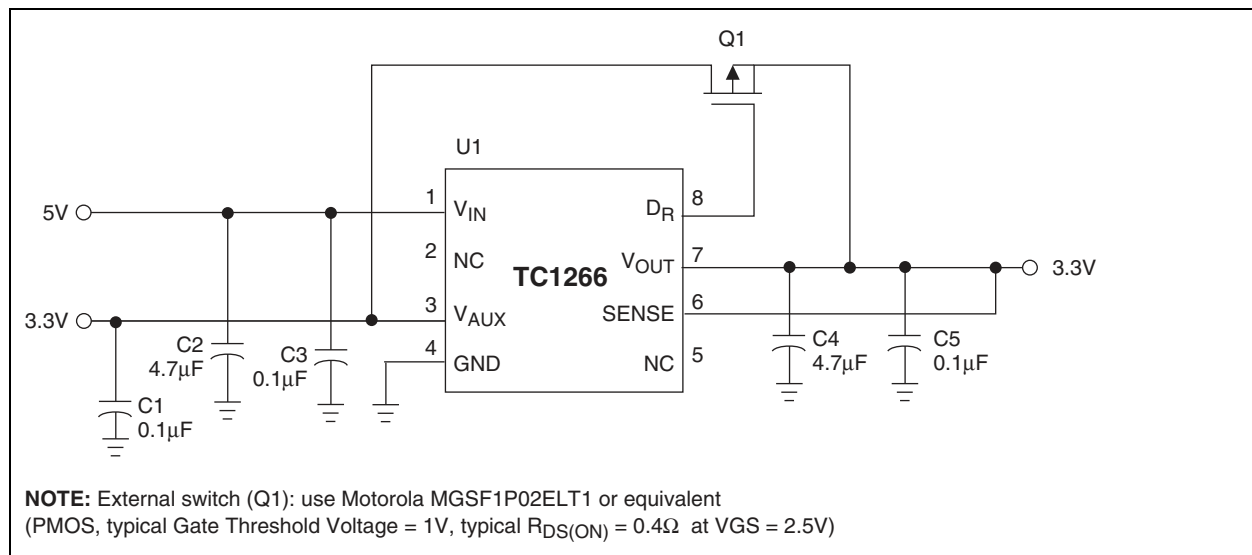 Q1
U1
5V
1
VIN
DR
8
2
NC
TC1266
VOUT
7
3.3V
3.3V
3
VAUX
SENSE
6
4
GND
NC
5
C2
4.7µF
C3
0.1µF
C4
4.7µF
C5
0.1µF
C1
0.1µF
NOTE: External switch (Q1): use Motorola MGSF1P02ELT1 or equivalent
(PMOS, typical Gate Threshold Voltage = 1V, typical RDS(ON) = 0.4Ω at VGS = 2.5V)